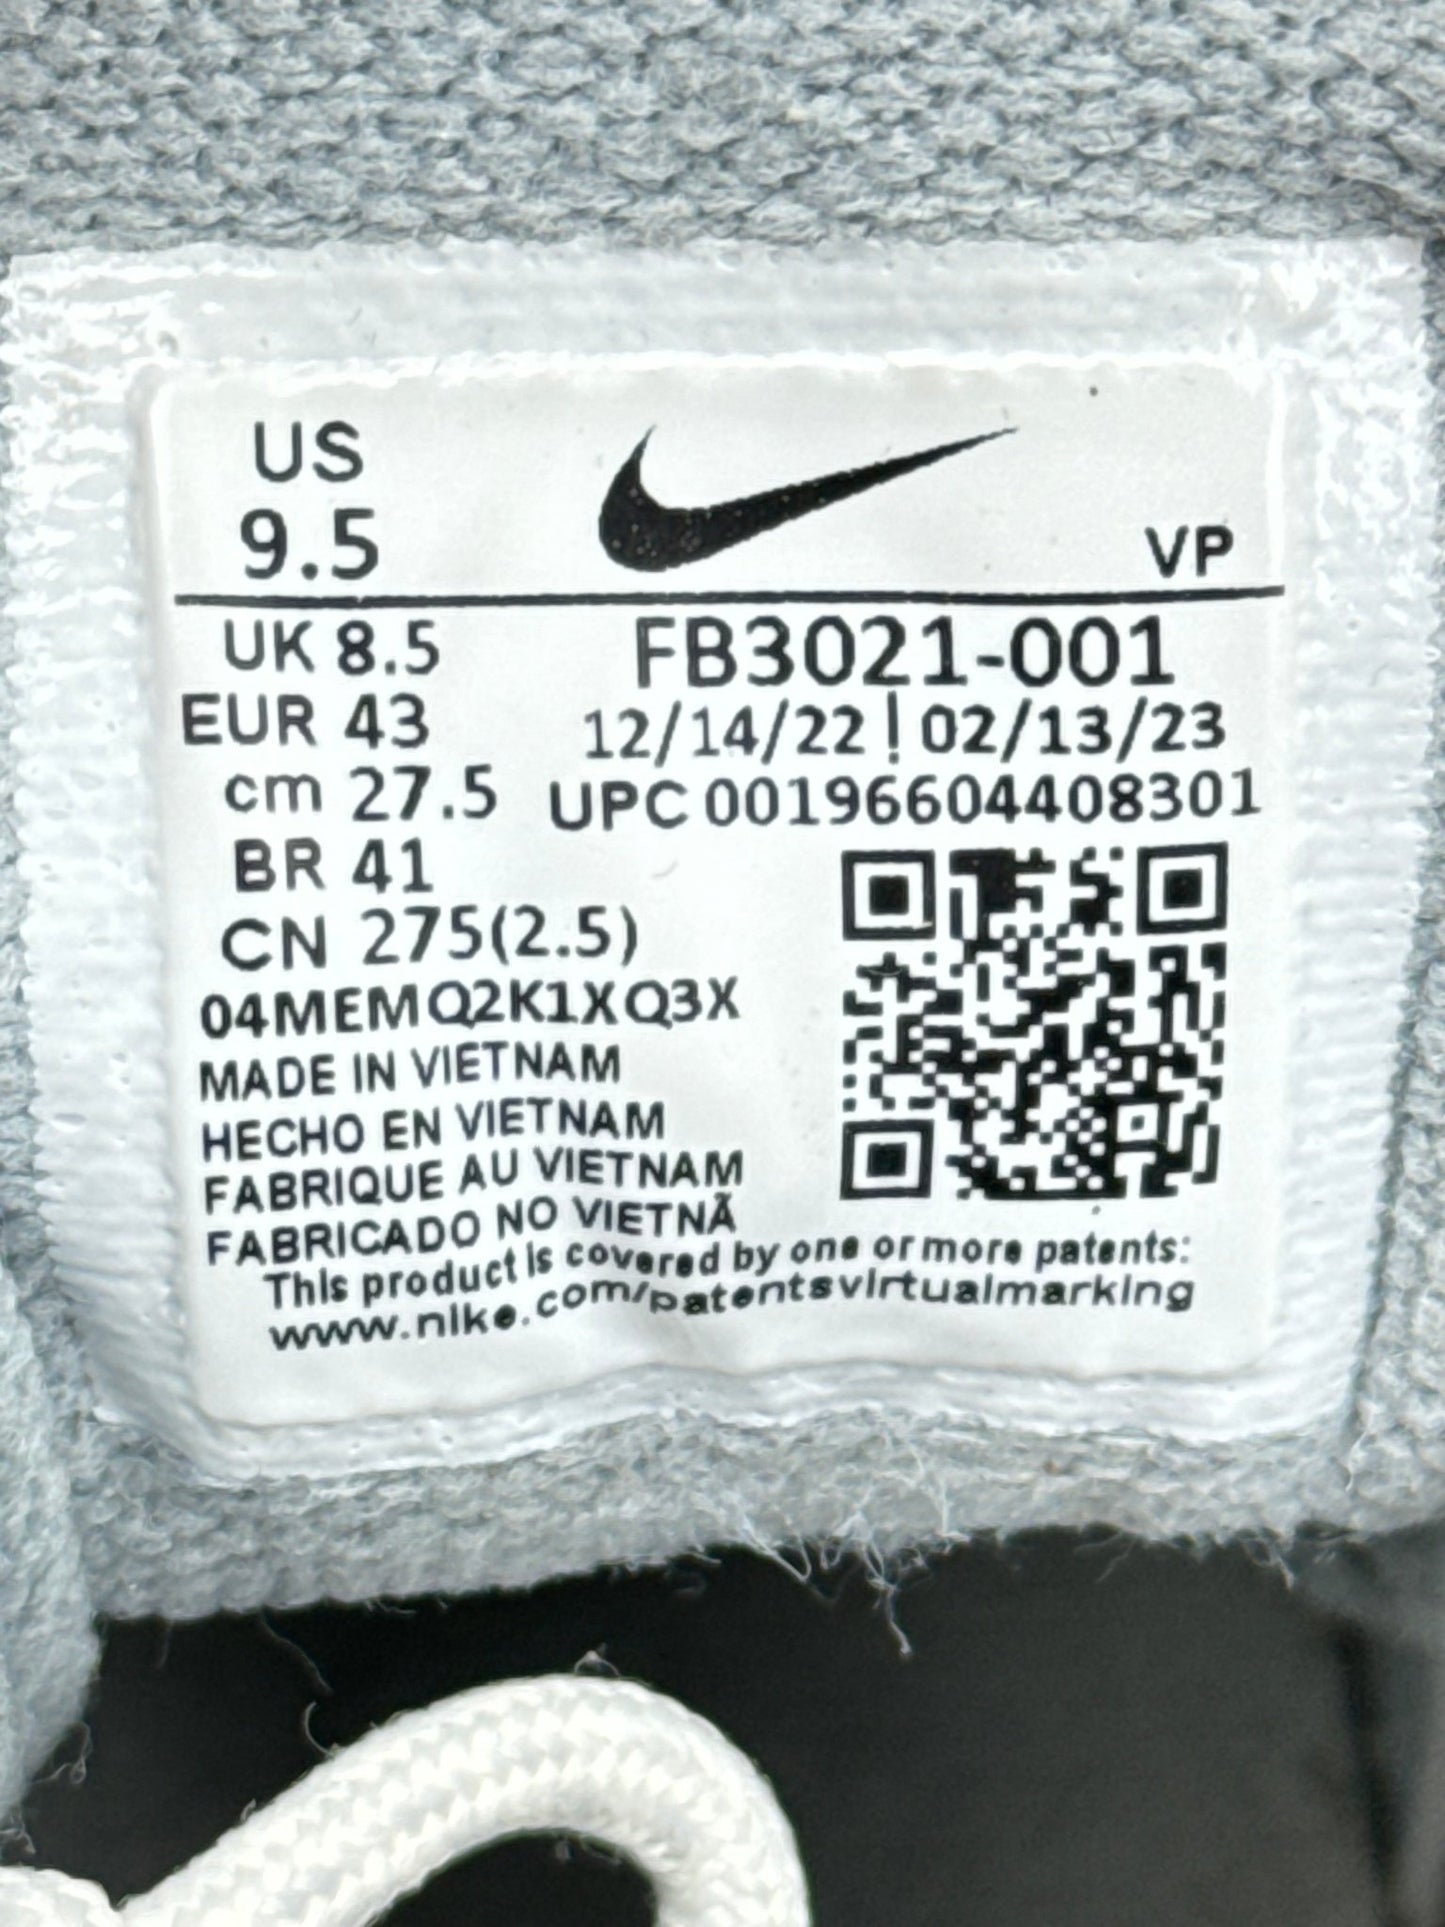 US
9.5
VP
UK 8.5
EUR 43
cm 27.5
BR 41
CN 275(2.5)
FB3021-001
12/14/22 | 02/13/23
UPC 00196604408301
04MEMQ2K1XQ3X
MADE IN VIETNAM
HECHO EN VIETNAM
FABRIQUE AU VIETNAM
FABRICADO NO VIETNÃ
This product is covered by one or more patents:
www.nike.com/patentsvirtualmarking